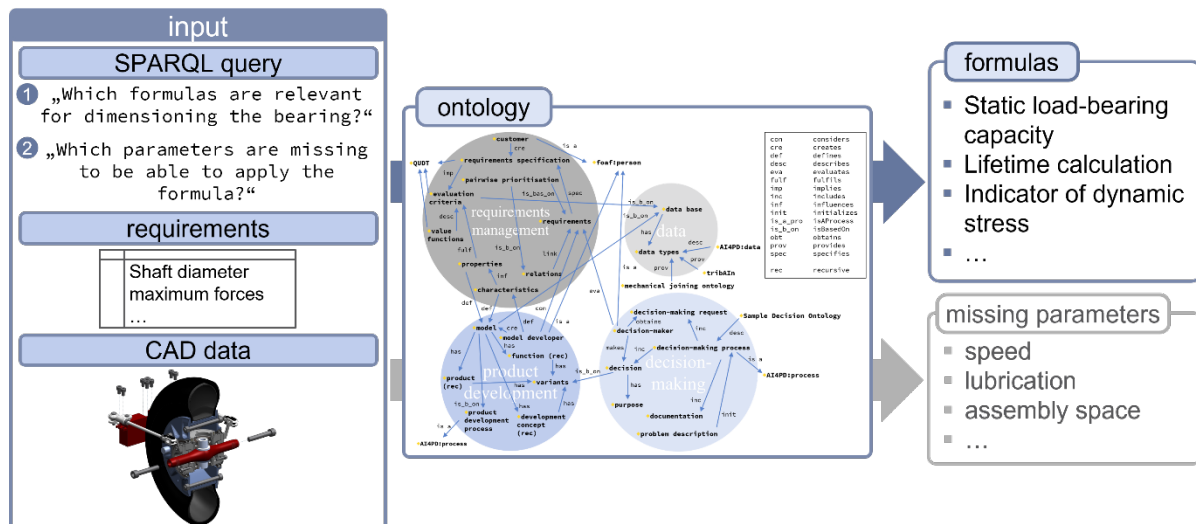 input
SPARQL query
1 „Which formulas are relevant
for dimensioning the bearing?“
2 „Which parameters are missing
to be able to apply the
formula?“
requirements
Shaft diameter
maximum forces
…
CAD data
ontology
customer
cre
is a
QUDT
requirements specification
foaf:person
imp
pairwise prioritisation
evaluation
criteria
is_bas_on
spec
requirements
management
requirements
desc
value
functiona
is_b_on
fulf
link
properties
inf
relations
characteristica
def
def
con
eva
is_b_on
is_b_on
data base
has
data
desc
AI4PD:data
data types
prov
prov
tribAIn
is a
mechanical joining ontology
con considers
cre creates
def defines
desc describes
eva evaluates
fulf fulfils
imp implies
inc includes
inf influences
init initializes
is_a_pro isAProcess
is_b_on isBasedOn
obt obtains
prov provides
spec specifies
rec recursive
model
cre
def
is a
model developer
has
has
function (rec)
has
product
development
product
(rec)
has
variants
is_b_on
is_b_on
has
has
product
development
process
development
concept (rec)
is a
AI4PD:process
decision-making request
obtains
Sample Decision Ontology
decision-maker
inc
desc
makes
inc
decision-making process
decision-
making
decision
is a
AI4PD:process
has
purpose
inc
documentation
init
problem description
formulas
Static load-bearing
capacity
Lifetime calculation
Indicator of dynamic
stress
…
missing parameters
speed
lubrication
assembly space
…